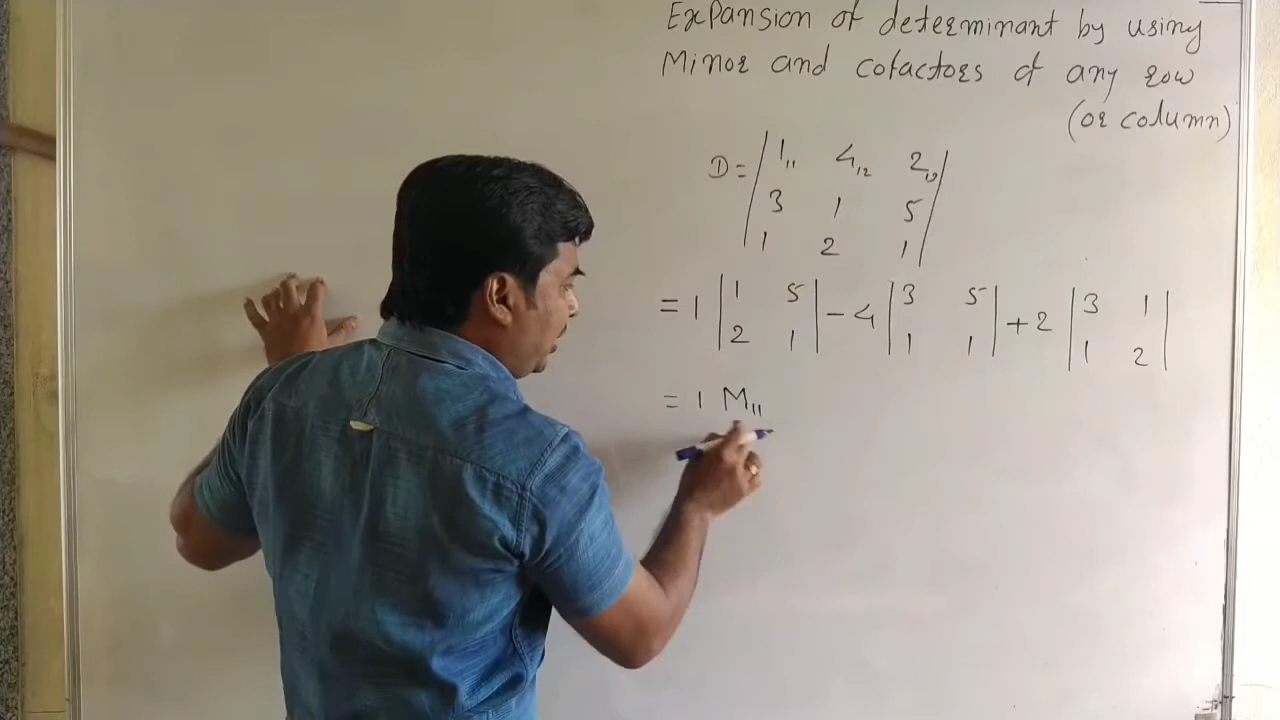 Expansion of determinant by using
Minor and cofactors of any row
(or column)
D = | 1₁₁ 4₁₂ 2₁₃ |
| 3 1 5 |
| 1 2 1 |
= 1 | 1 5 | - 4 | 3 5 | + 2 | 3 1 |
| 2 1 | | 1 1 | | 1 2 |
= 1 M₁₁